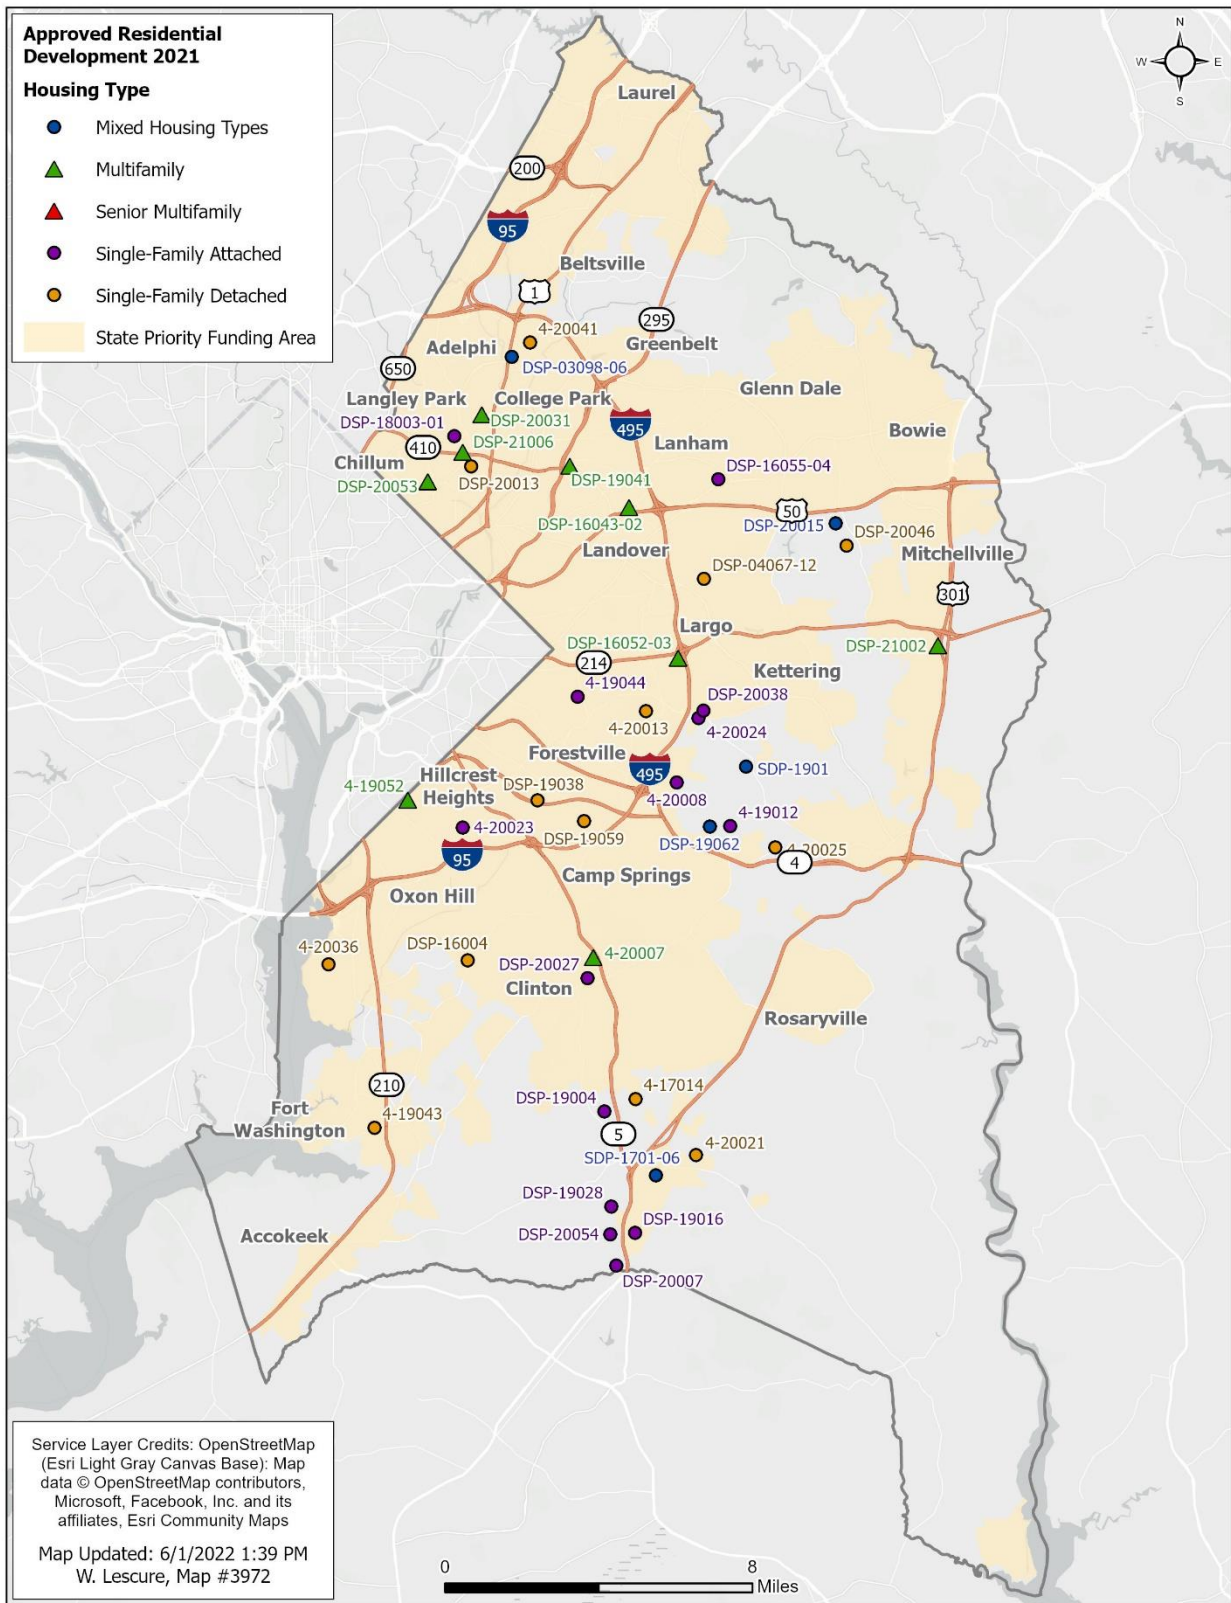 Approved Residential
Development 2021
Housing Type
Mixed Housing Types
Multifamily
Senior Multifamily
Single-Family Attached
Single-Family Detached
State Priority Funding Area
N
W
E
S
Laurel
200
95
Beltsville
1
295
4-20041
Greenbelt
Adelphi
DSP-03098-06
650
Glenn Dale
Langley Park
College Park
DSP-18003-01
DSP-20031
495
Bowie
410
DSP-21006
Lanham
Chillum
DSP-16055-04
DSP-20053
DSP-20013
DSP-19041
50
DSP-16043-02
DSP-20015
DSP-20046
Landover
Mitchellville
DSP-04067-12
301
Largo
DSP-16052-03
DSP-21002
214
Kettering
4-19044
DSP-20038
4-20013
4-20024
Forestville
495
SDP-1901
Hillcrest
Heights
4-19052
DSP-19038
4-20008
4-20023
DSP-19059
DSP-19062
4-19012
95
4-20025
4
Camp Springs
Oxon Hill
4-20036
DSP-16004
4-20007
DSP-20027
Clinton
Rosaryville
210
4-17014
Fort
Washington
4-19043
DSP-19004
5
4-20021
SDP-1701-06
DSP-19028
DSP-19016
DSP-20054
Accokeek
DSP-20007
Service Layer Credits: OpenStreetMap
(Esri Light Gray Canvas Base): Map
data © OpenStreetMap contributors,
Microsoft, Facebook, Inc. and its
affiliates, Esri Community Maps
Map Updated: 6/1/2022 1:39 PM
W. Lescure, Map #3972
0
8
Miles